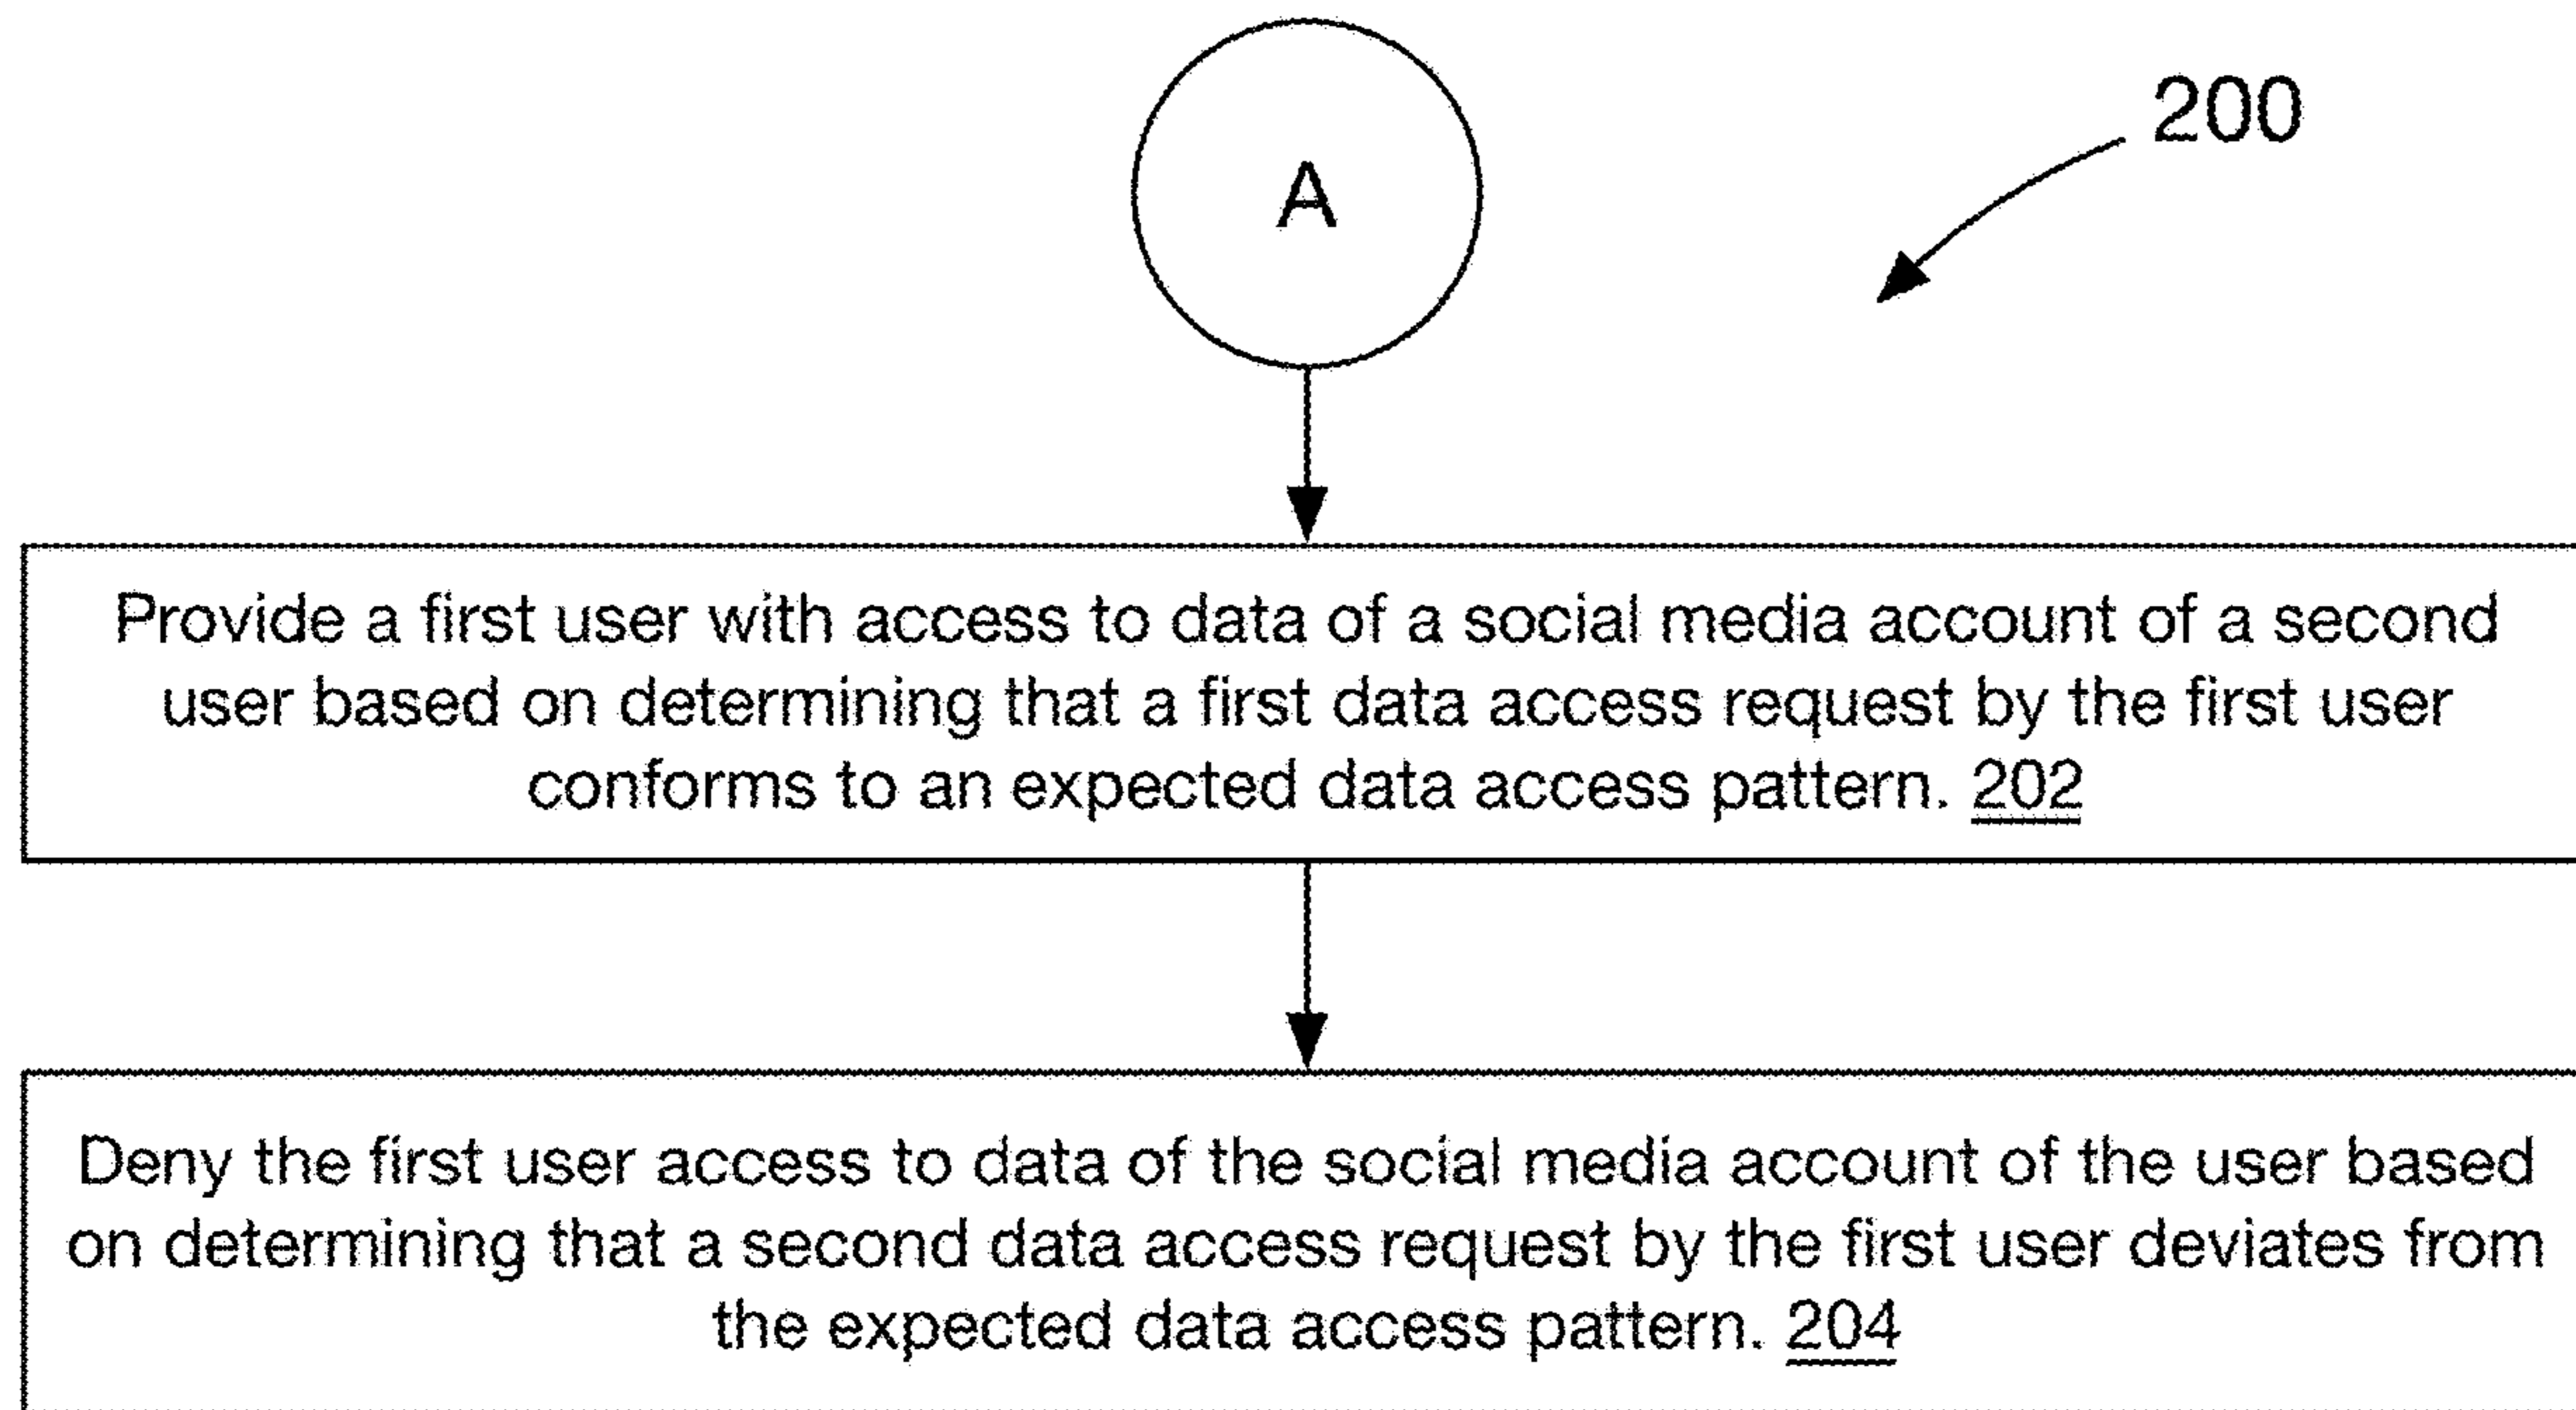 A
200
Provide a first user with access to data of a social media account of a second
user based on determining that a first data access request by the first user
conforms to an expected data access pattern. 202
Deny the first user access to data of the social media account of the user based
on determining that a second data access request by the first user deviates from
the expected data access pattern. 204